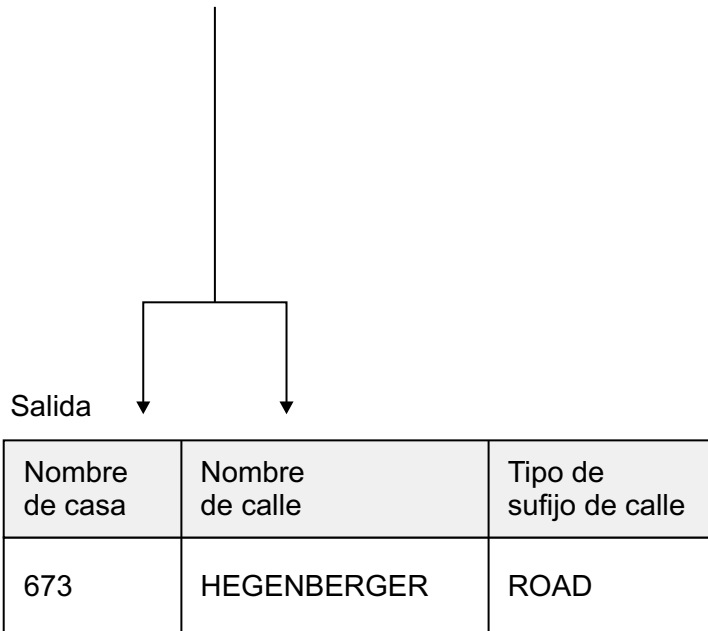 Salida
Nombre
de casa
Nombre
de calle
Tipo de
sufijo de calle
673
HEGENBERGER
ROAD